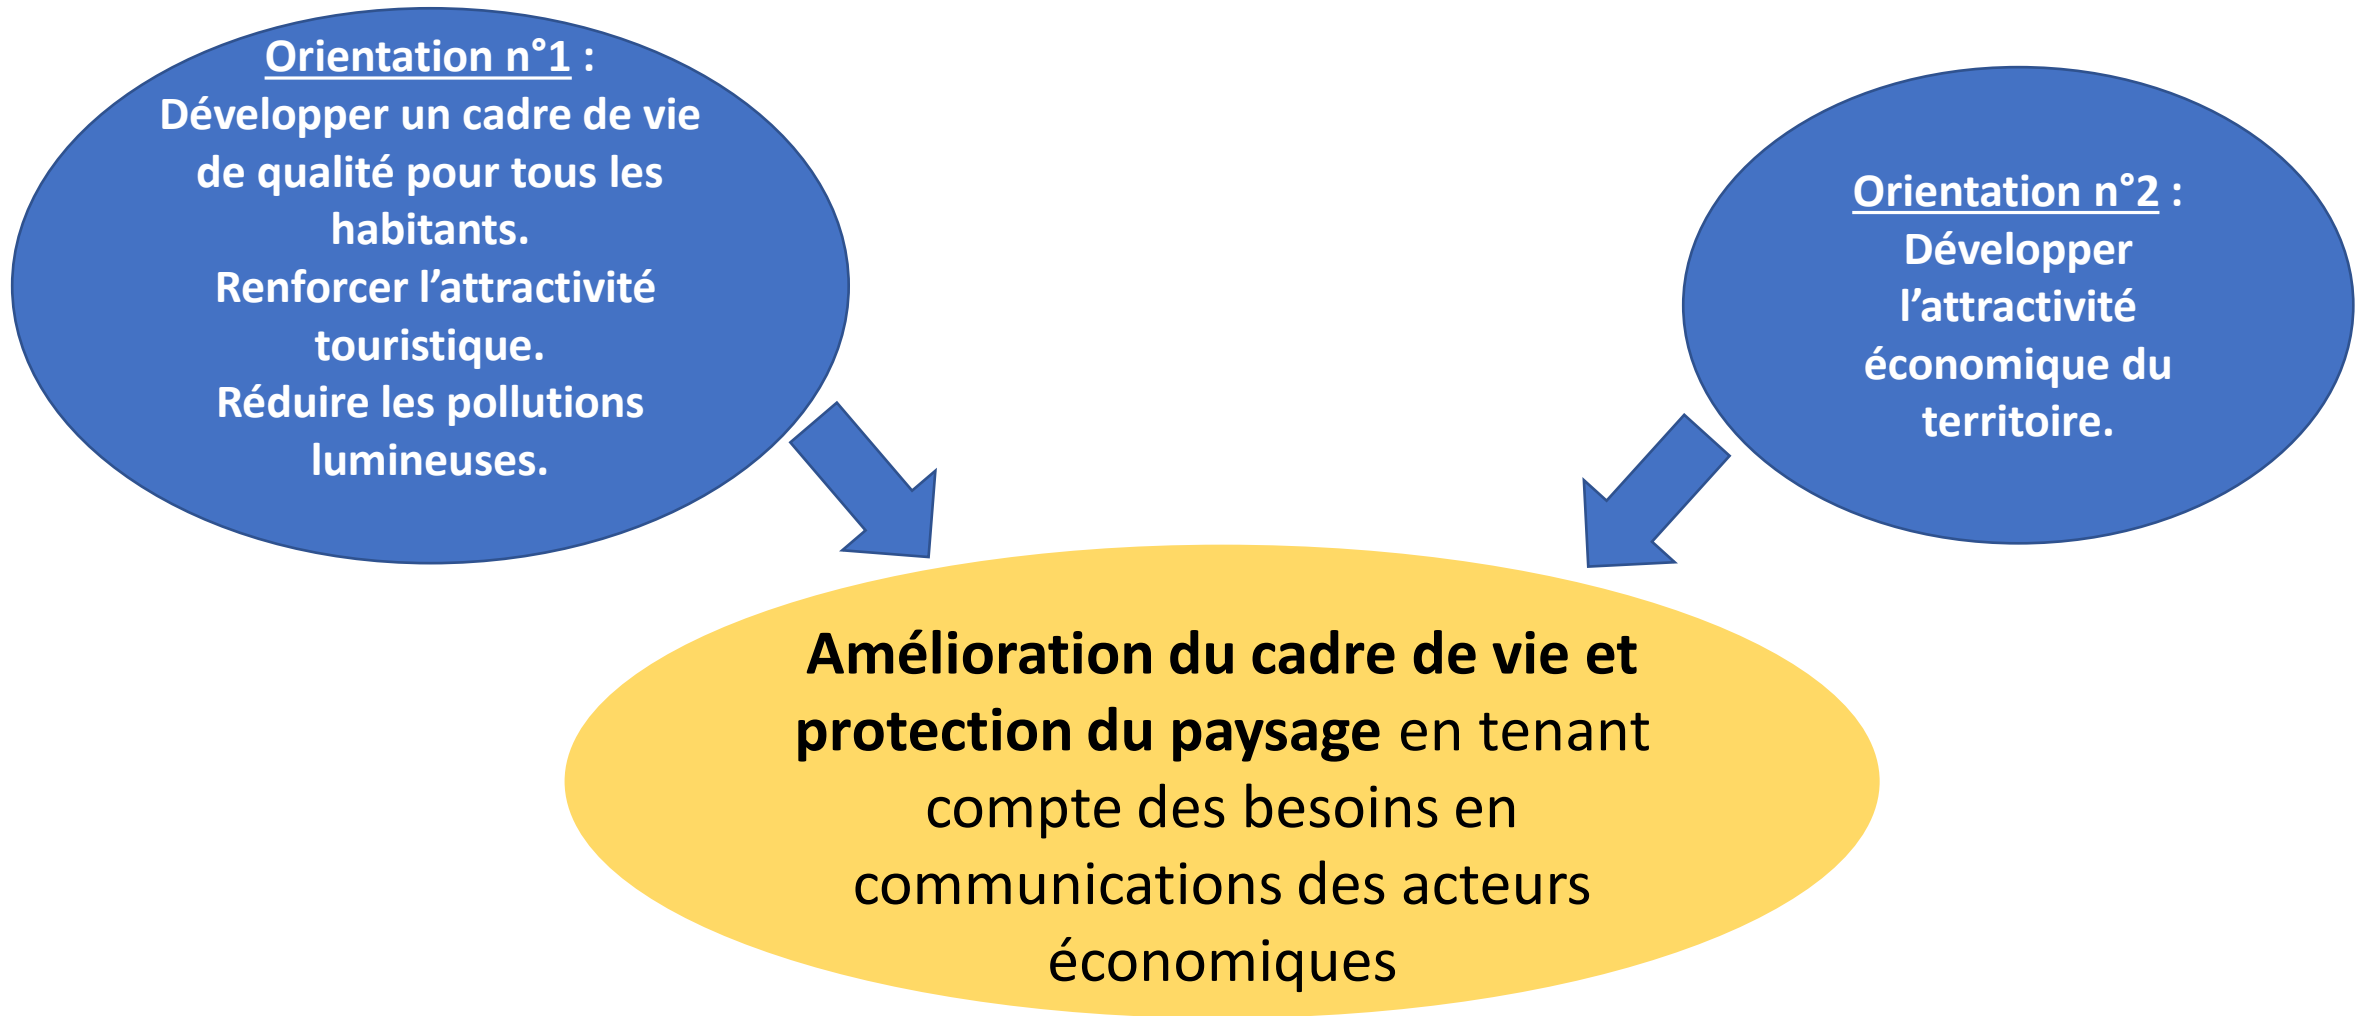 Orientation n°1 :
Développer un cadre de vie
de qualité pour tous les
habitants.
Renforcer l’attractivité
touristique.
Réduire les pollutions
lumineuses.
Orientation n°2 :
Développer
l’attractivité
économique du
territoire.
Amélioration du cadre de vie et
protection du paysage en tenant
compte des besoins en
communications des acteurs
économiques